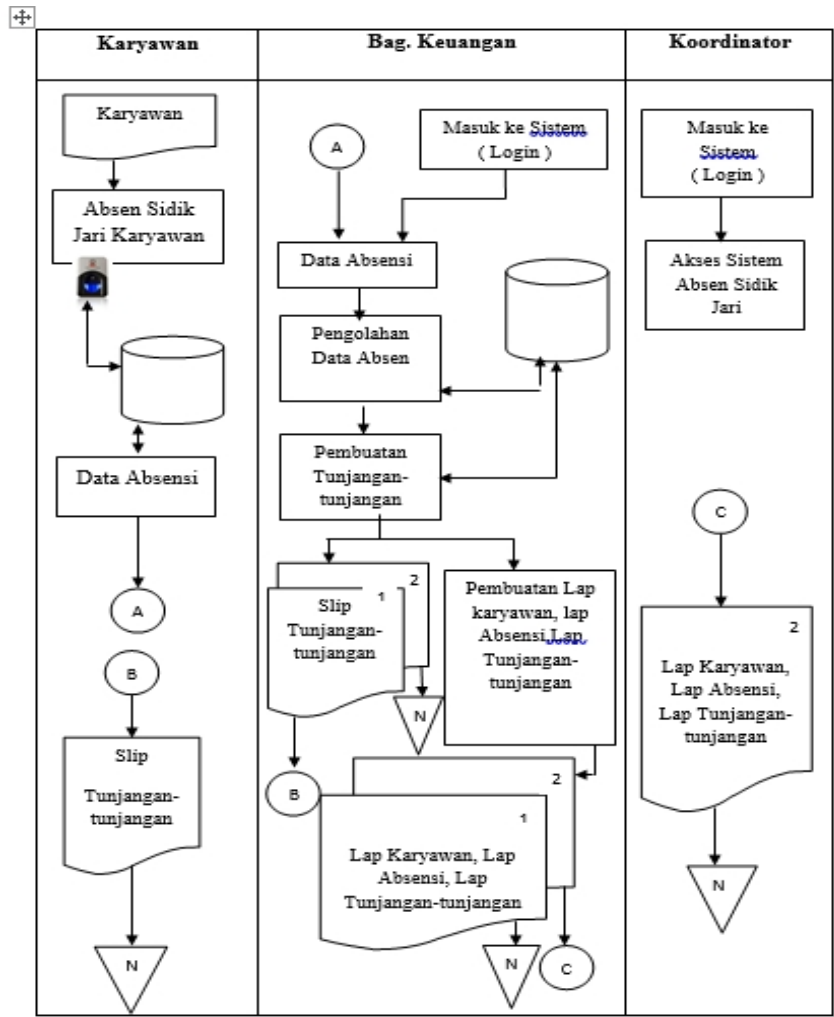 Karyawan
Bag. Keuangan
Koordinator
Karyawan
Absen Sidik
Jari Karyawan
Data Absensi
A
B
Slip
Tunjangan-
tunjangan
N
A
Masuk ke Sistem
( Login )
Data Absensi
Pengolahan
Data Absen
Pembuatan
Tunjangan-
tunjangan
2
1
Slip
Tunjangan-
tunjangan
N
B
Pembuatan Lap
karyawan, lap
Absensi,Lap
Tunjangan-
tunjangan
2
1
Lap Karyawan, Lap
Absensi, Lap
Tunjangan-tunjangan
N
C
Masuk ke
Sistem
( Login )
Akses Sistem
Absen Sidik
Jari
C
2
Lap Karyawan,
Lap Absensi,
Lap Tunjangan-
tunjangan
N